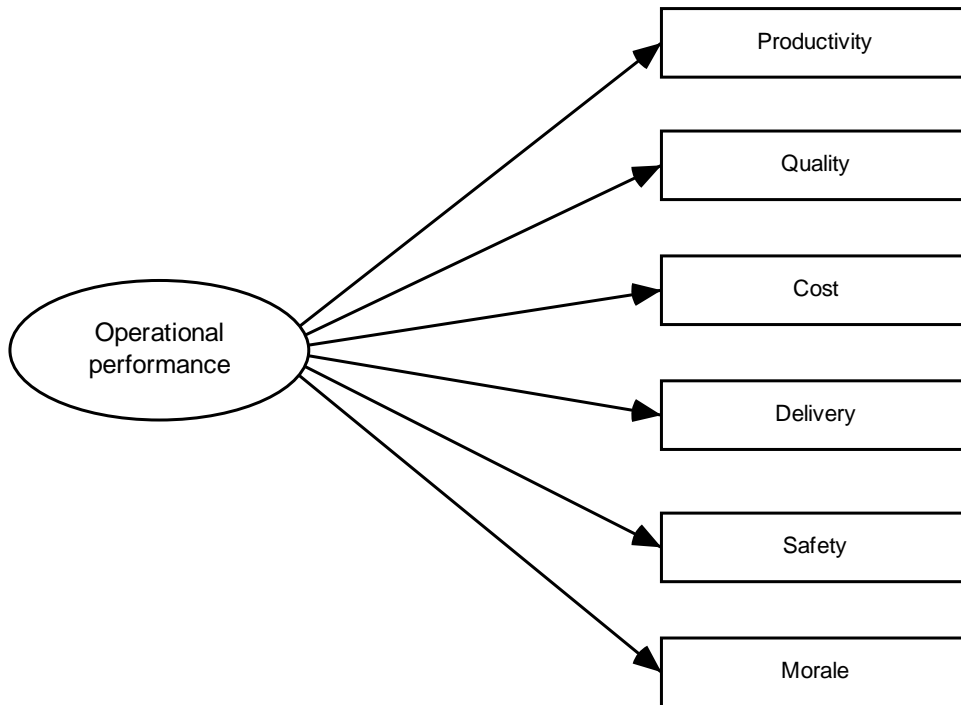 Productivity
Quality
Cost
Operational
performance
Delivery
Safety
Morale